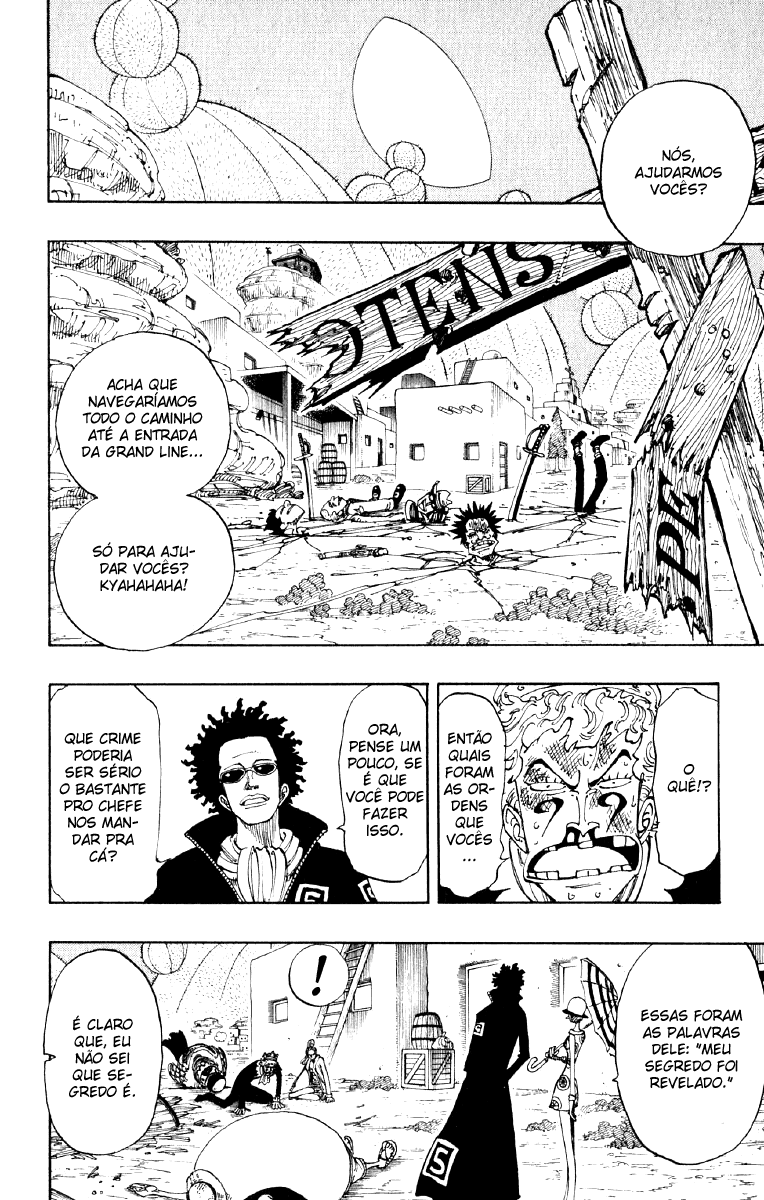 NÓS,
AJUDARMOS
VOCÊS?
OTENS
PE
ACHA QUE
NAVEGARÍAMOS
TODO O CAMINHO
ATÉ A ENTRADA
DA GRAND LINE...
SÓ PARA AJU-
DAR VOCÊS?
KYAHAHAHA!
O
QUÊ!?
ENTÃO
QUAIS
FORAM
AS OR-
DENS
QUE
VOCÊS
...
ORA,
PENSE UM
POUCO, SE
É QUE
VOCÊ PODE
FAZER
ISSO.
QUE CRIME
PODERIA
SER SÉRIO
O BASTANTE
PRO CHEFE
NOS MAN-
DAR PRA
CÁ?
5
ESSAS FORAM
AS PALAVRAS
DELE: "MEU
SEGREDO FOI
REVELADO."
!
É CLARO
QUE, EU
NÃO SEI
QUE SE-
GREDO É.
5
5